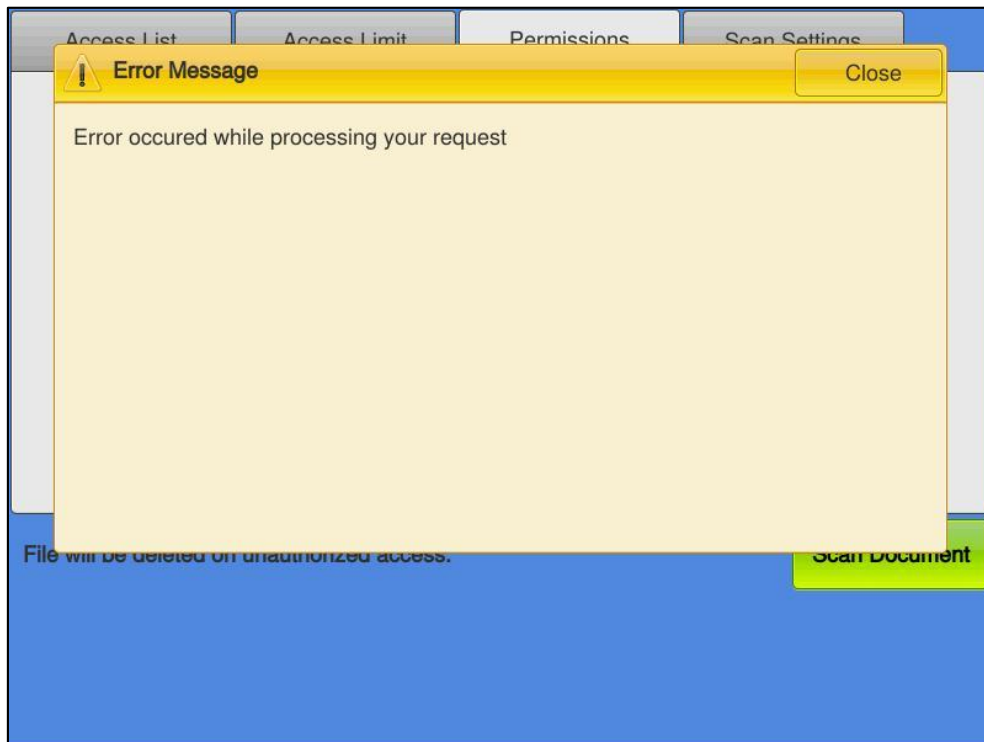 Access List
Access Limit
Permissions
Scan Settings
Error Message
Close
Error occured while processing your request
File will be deleted on unauthorized access.
Scan Document